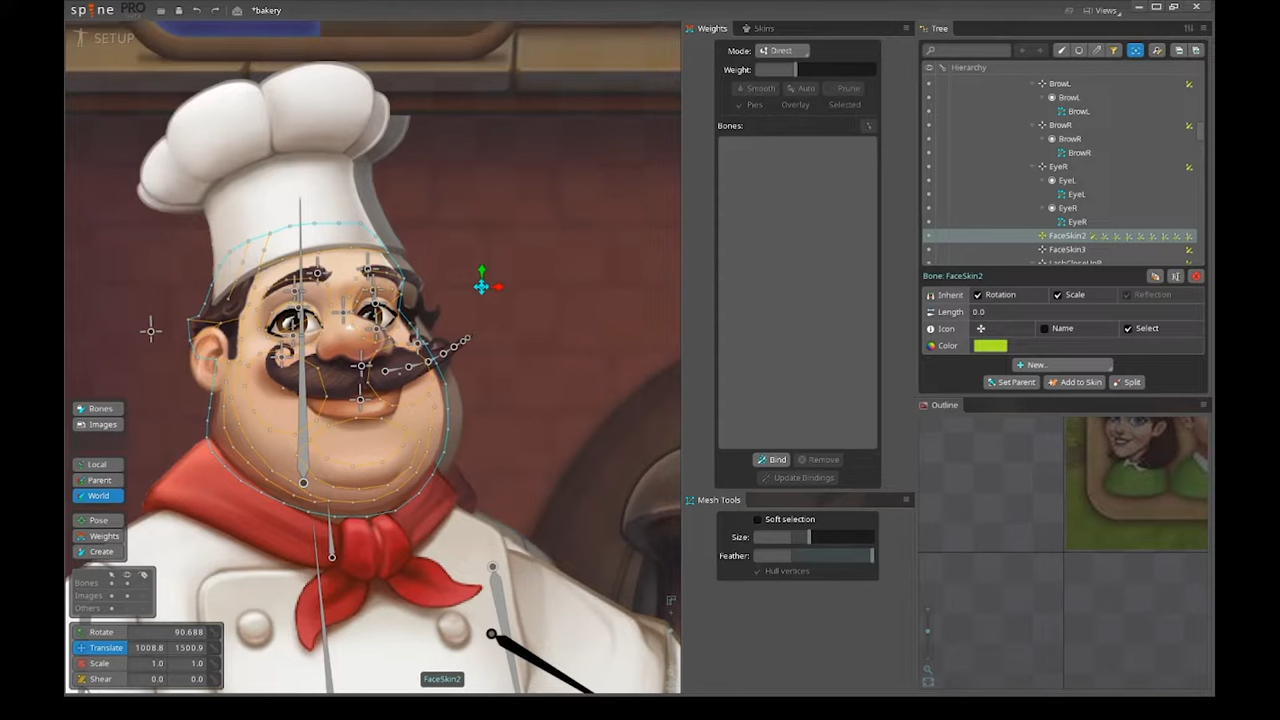 spine PRO
*bakery
Views
SETUP
Weights
Skins
Tree
Mode: Direct
Weight:
Smooth Auto Prune
Pies Overlay Selected
Bones:
Hierarchy
BrowL
BrowL
BrowL
BrowR
BrowR
BrowR
EyeR
EyeL
EyeL
EyeR
EyeR
FaceSkin2
FaceSkin3
Bone: FaceSkin2
Inherit Rotation Scale Reflection
Length 0.0
Icon Name Select
Color
New...
Set Parent Add to Skin Split
Outline
Bind Remove
Update Bindings
Mesh Tools
Soft selection
Size:
Feather:
Hull vertices
Bones
Images
Local
Parent
World
Pose
Weights
Create
Bones
Images
Others
Rotate 90.688
Translate 1008.8 1500.9
Scale 1.0 1.0
Shear 0.0 0.0
FaceSkin2